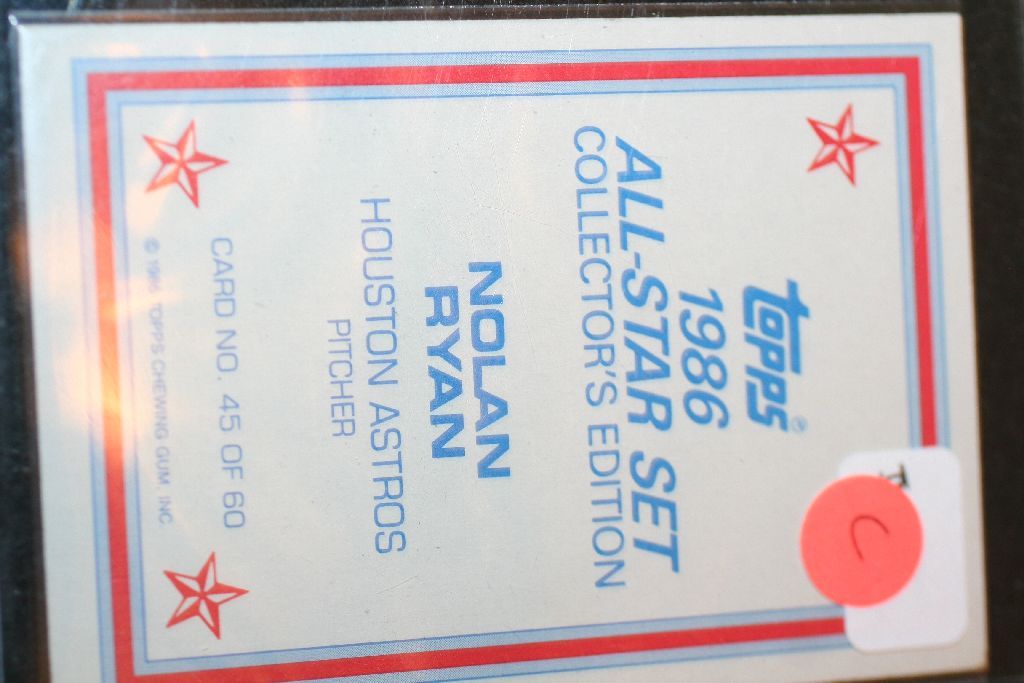 topps®
1986
ALL-STAR SET
COLLECTOR'S EDITION
NOLAN
RYAN
HOUSTON ASTROS
PITCHER
CARD NO. 45 OF 60
© 1986 TOPPS CHEWING GUM, INC.
C